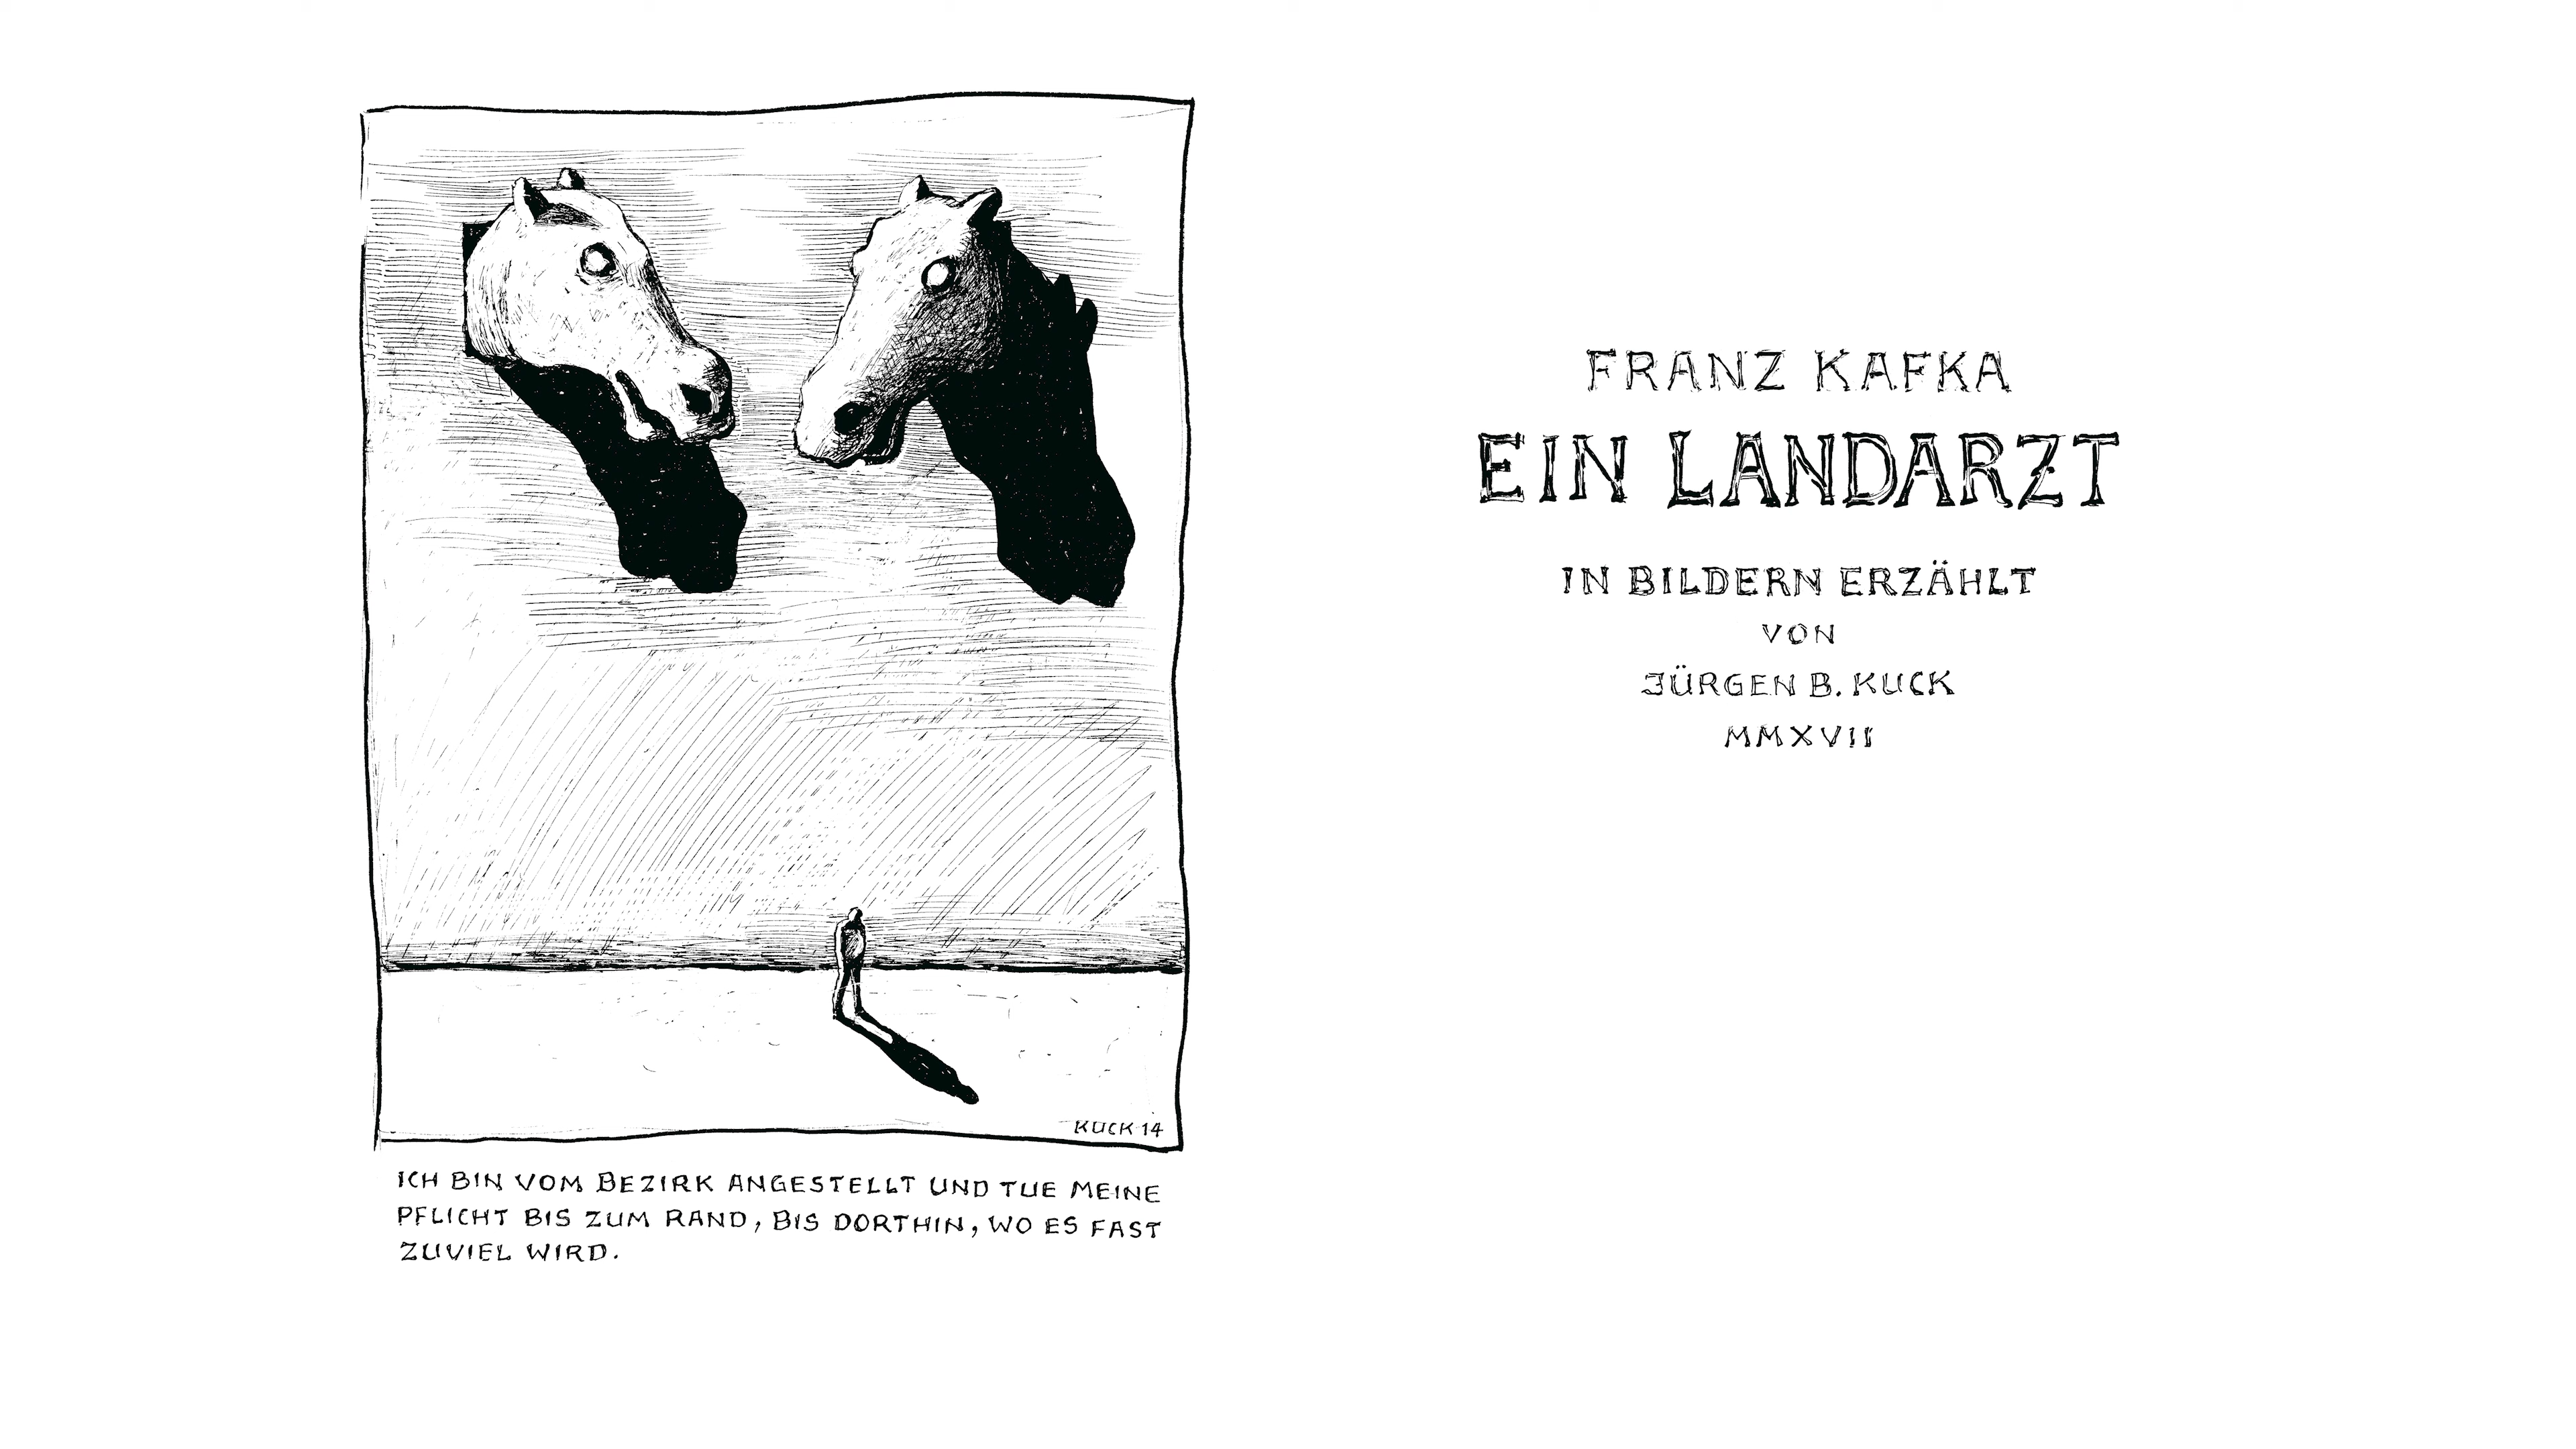 KUCK 14
ICH BIN VOM BEZIRK ANGESTELLT UND TUE MEINE
PFLICHT BIS ZUM RAND, BIS DORTHIN, WO ES FAST
ZUVIEL WIRD.
FRANZ KAFKA
EIN LANDARZT
IN BILDERN ERZÄHLT
VON
JÜRGEN B. KUCK
MMXVII